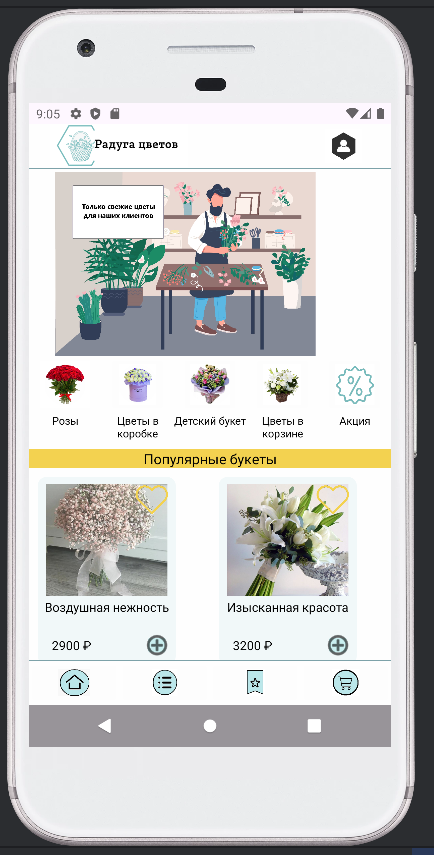 9:05
Радуга цветов
Только свежие цветы
для наших клиентов
Розы
Цветы в
коробке
Детский букет
Цветы в
корзине
Акция
Популярные букеты
Воздушная нежность
Изысканная красота
2900 ₽
3200 ₽